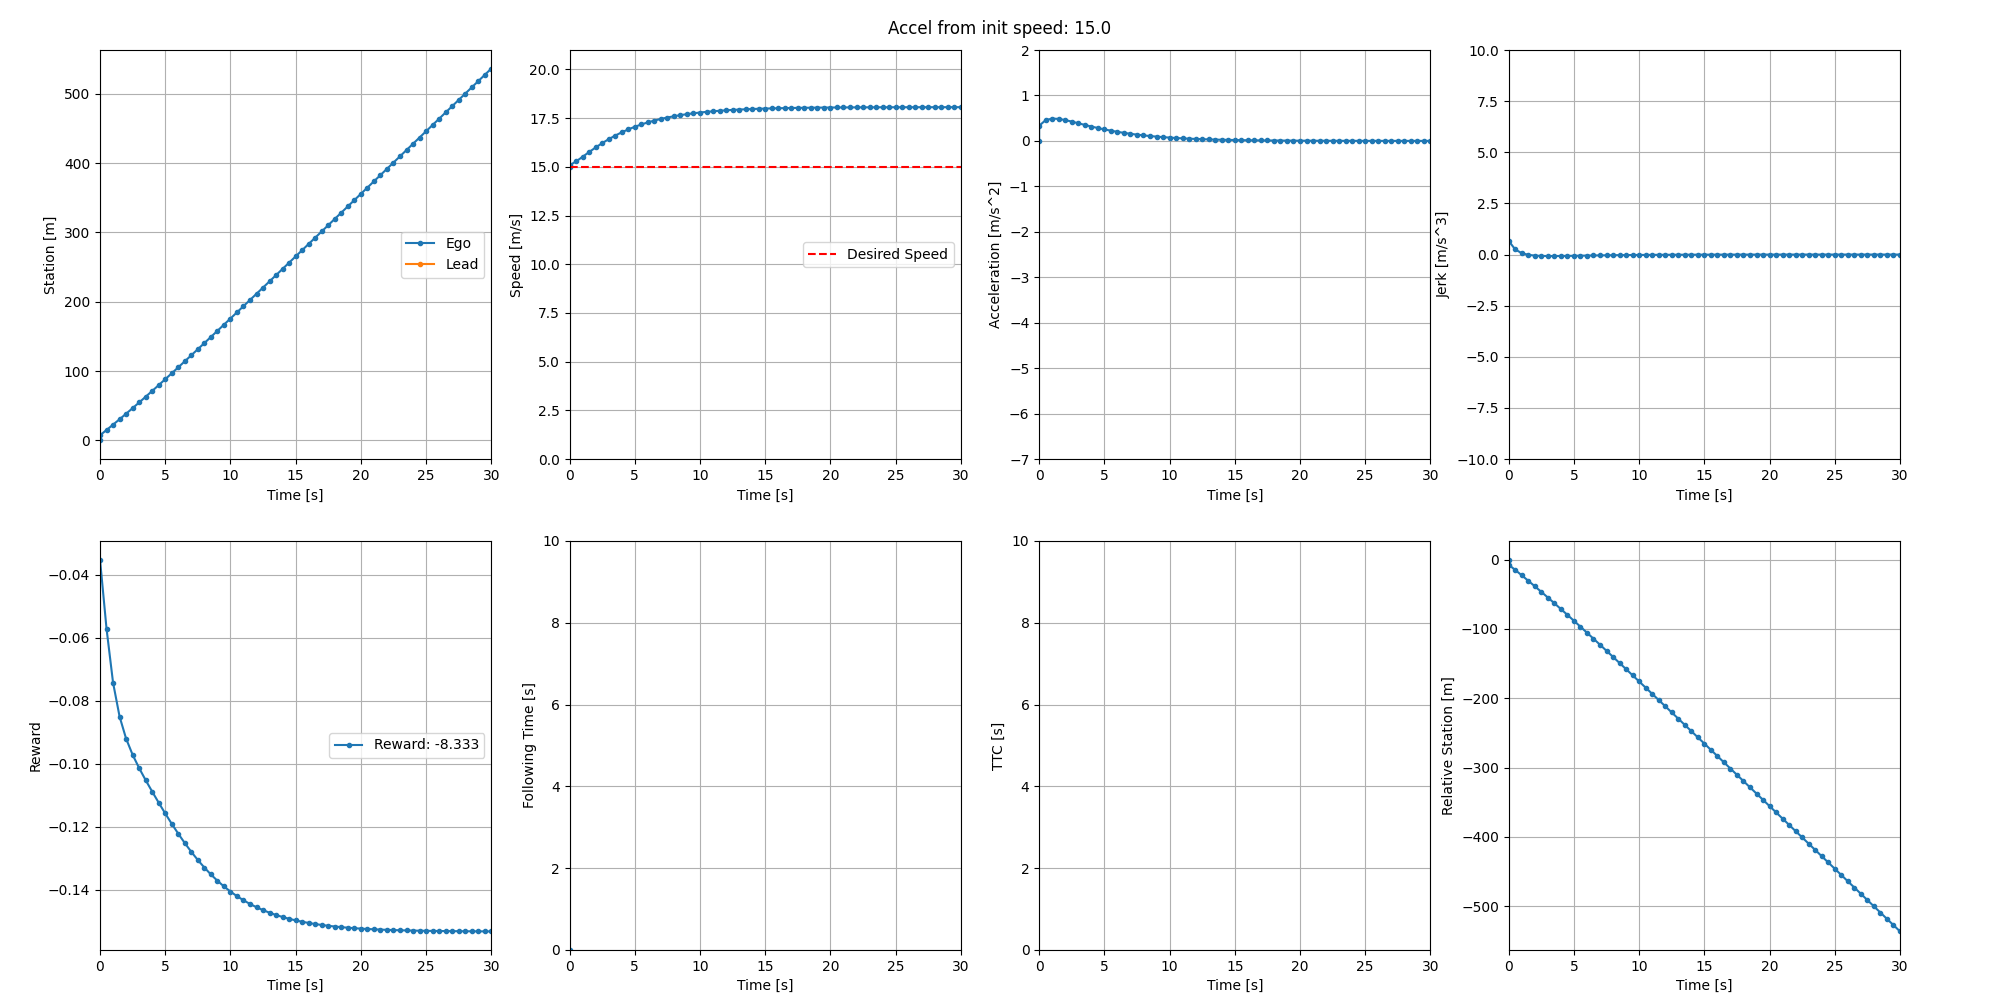 Accel from init speed: 15.0
Station [m]
500
400
300
200
100
0
0 5 10 15 20 25 30
Time [s]
Ego
Lead
Speed [m/s]
20.0
17.5
15.0
12.5
10.0
7.5
5.0
2.5
0.0
0 5 10 15 20 25 30
Time [s]
Desired Speed
Acceleration [m/s^2]
2
1
0
−1
−2
−3
−4
−5
−6
−7
0 5 10 15 20 25 30
Time [s]
Jerk [m/s^3]
10.0
7.5
5.0
2.5
0.0
−2.5
−5.0
−7.5
−10.0
0 5 10 15 20 25 30
Time [s]
Reward
−0.04
−0.06
−0.08
−0.10
−0.12
−0.14
0 5 10 15 20 25 30
Time [s]
Reward: -8.333
Following Time [s]
10
8
6
4
2
0
0 5 10 15 20 25 30
Time [s]
TTC [s]
10
8
6
4
2
0
0 5 10 15 20 25 30
Time [s]
Relative Station [m]
0
−100
−200
−300
−400
−500
0 5 10 15 20 25 30
Time [s]